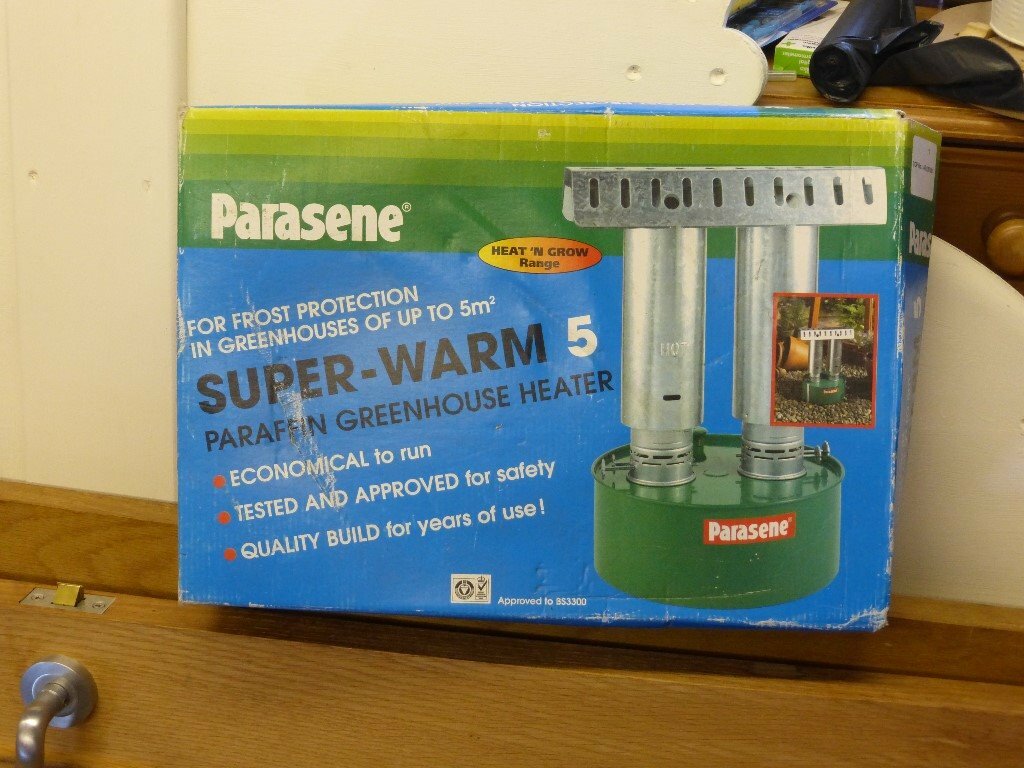 Parasene®
HEAT 'N GROW
Range
FOR FROST PROTECTION
IN GREENHOUSES OF UP TO 5m²
SUPER-WARM 5
PARAFFIN GREENHOUSE HEATER
ECONOMICAL to run
TESTED AND APPROVED for safety
QUALITY BUILD for years of use!
Approved to BS3300
HOT
Parasene®